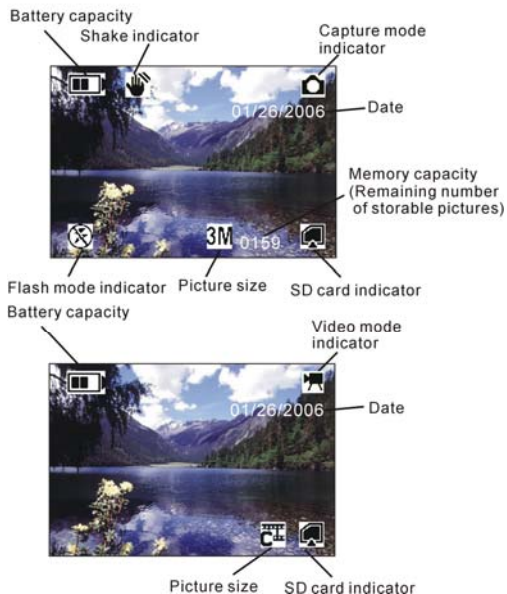 Battery capacity
Shake indicator
Capture mode
indicator
01/26/2006
Date
Memory capacity
(Remaining number
of storable pictures)
3M
0159
Flash mode indicator
Picture size
SD card indicator
Battery capacity
Video mode
indicator
01/26/2006
Date
C
Picture size
SD card indicator